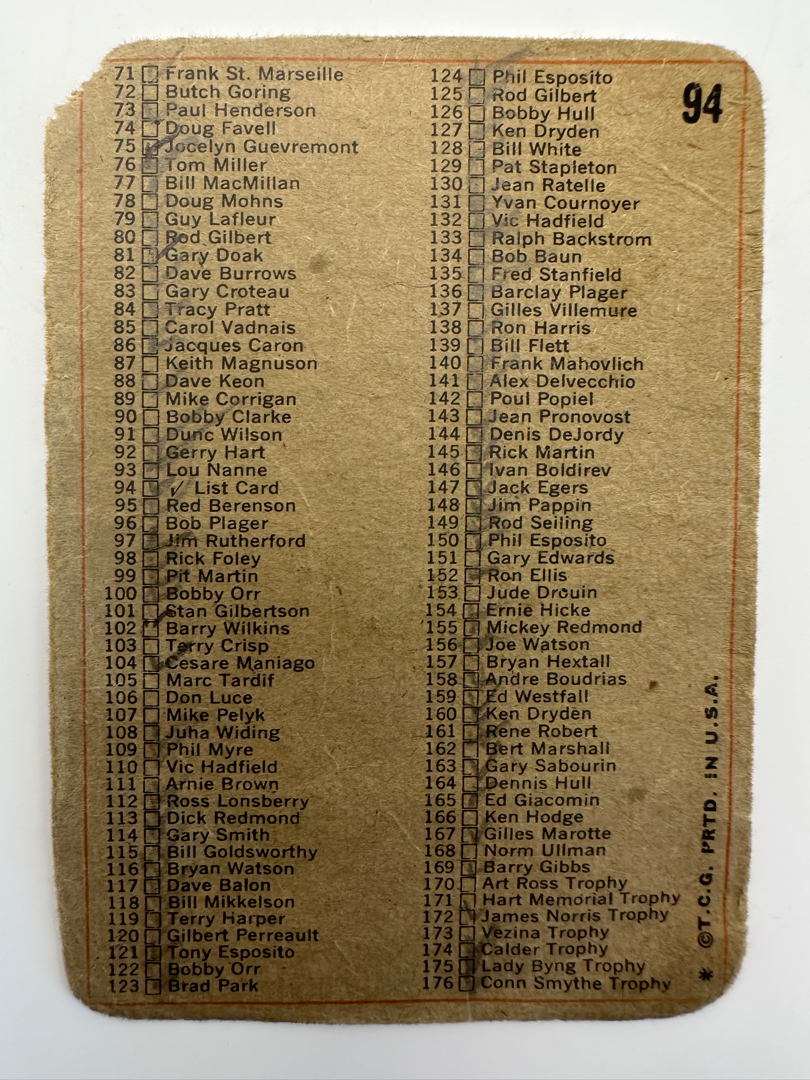 94
71 Frank St. Marseille
72 Butch Goring
73 Paul Henderson
74 Doug Favell
75 Jocelyn Guevremont
76 Tom Miller
77 Bill MacMillan
78 Doug Mohns
79 Guy Lafleur
80 Rod Gilbert
81 Gary Doak
82 Dave Burrows
83 Gary Croteau
84 Tracy Pratt
85 Carol Vadnais
86 Jacques Caron
87 Keith Magnuson
88 Dave Keon
89 Mike Corrigan
90 Bobby Clarke
91 Dunc Wilson
92 Gerry Hart
93 Lou Nanne
94 ✓ List Card
95 Red Berenson
96 Bob Plager
97 Jim Rutherford
98 Rick Foley
99 Pit Martin
100 Bobby Orr
101 Stan Gilbertson
102 Barry Wilkins
103 Terry Crisp
104 Cesare Maniago
105 Marc Tardif
106 Don Luce
107 Mike Pelyk
108 Juha Widing
109 Phil Myre
110 Vic Hadfield
111 Arnie Brown
112 Ross Lonsberry
113 Dick Redmond
114 Gary Smith
115 Bill Goldsworthy
116 Bryan Watson
117 Dave Balon
118 Bill Mikkelson
119 Terry Harper
120 Gilbert Perreault
121 Tony Esposito
122 Bobby Orr
123 Brad Park
124 Phil Esposito
125 Rod Gilbert
126 Bobby Hull
127 Ken Dryden
128 Bill White
129 Pat Stapleton
130 Jean Ratelle
131 Yvan Cournoyer
132 Vic Hadfield
133 Ralph Backstrom
134 Bob Baun
135 Fred Stanfield
136 Barclay Plager
137 Gilles Villemure
138 Ron Harris
139 Bill Flett
140 Frank Mahovlich
141 Alex Delvecchio
142 Poul Popiel
143 Jean Pronovost
144 Denis DeJordy
145 Rick Martin
146 Ivan Boldirev
147 Jack Egers
148 Jim Pappin
149 Rod Seiling
150 Phil Esposito
151 Gary Edwards
152 Ron Ellis
153 Jude Drouin
154 Ernie Hicke
155 Mickey Redmond
156 Joe Watson
157 Bryan Hextall
158 Andre Boudrias
159 Ed Westfall
160 Ken Dryden
161 Rene Robert
162 Bert Marshall
163 Gary Sabourin
164 Dennis Hull
165 Ed Giacomin
166 Ken Hodge
167 Gilles Marotte
168 Norm Ullman
169 Barry Gibbs
170 Art Ross Trophy
171 Hart Memorial Trophy
172 James Norris Trophy
173 Vezina Trophy
174 Calder Trophy
175 Lady Byng Trophy
176 Conn Smythe Trophy
* ©T.C.G. PRTD. IN U.S.A.